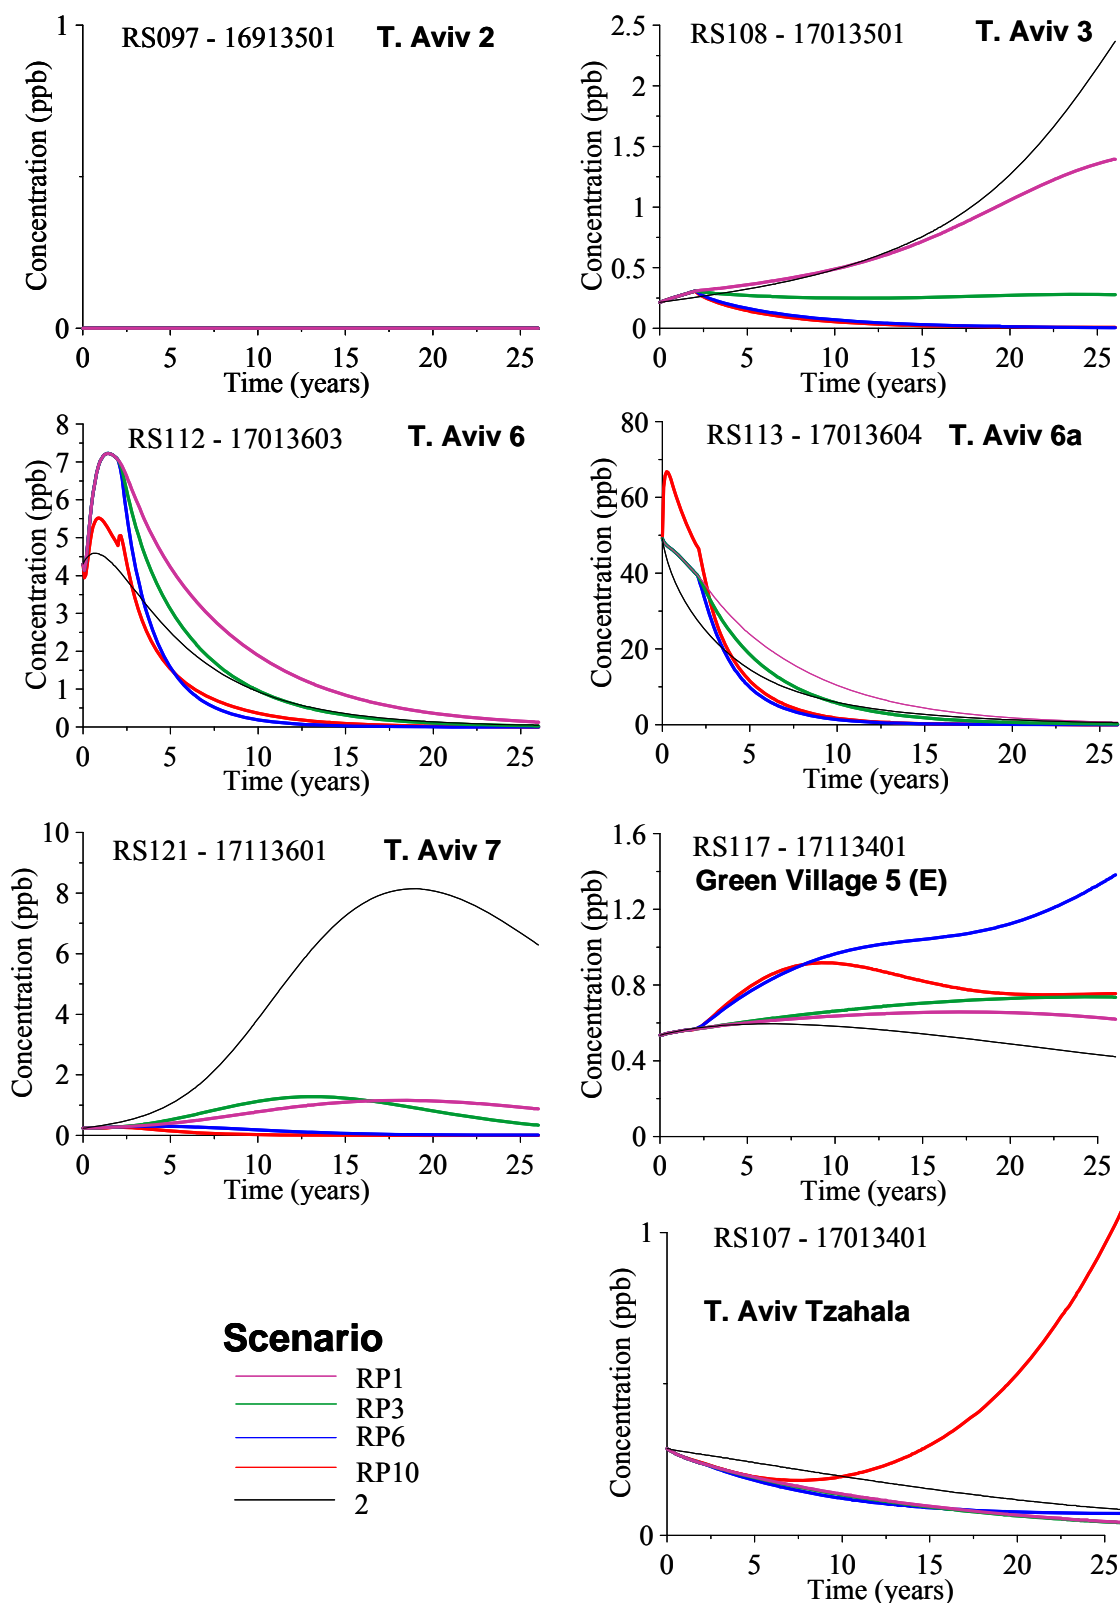 RS097 - 16913501 T. Aviv 2
1
0
Concentration (ppb)
0 5 10 15 20 25
Time (years)
RS108 - 17013501 T. Aviv 3
2.5
2
1.5
1
0.5
0
Concentration (ppb)
0 5 10 15 20 25
Time (years)
RS112 - 17013603 T. Aviv 6
8
7
6
5
4
3
2
1
0
Concentration (ppb)
0 5 10 15 20 25
Time (years)
RS113 - 17013604 T. Aviv 6a
80
60
40
20
0
Concentration (ppb)
0 5 10 15 20 25
Time (years)
RS121 - 17113601 T. Aviv 7
10
8
6
4
2
0
Concentration (ppb)
0 5 10 15 20 25
Time (years)
RS117 - 17113401
Green Village 5 (E)
1.6
1.2
0.8
0.4
0
Concentration (ppb)
0 5 10 15 20 25
Time (years)
RS107 - 17013401
T. Aviv Tzahala
1
0
Concentration (ppb)
0 5 10 15 20 25
Time (years)
Scenario
RP1
RP3
RP6
RP10
2